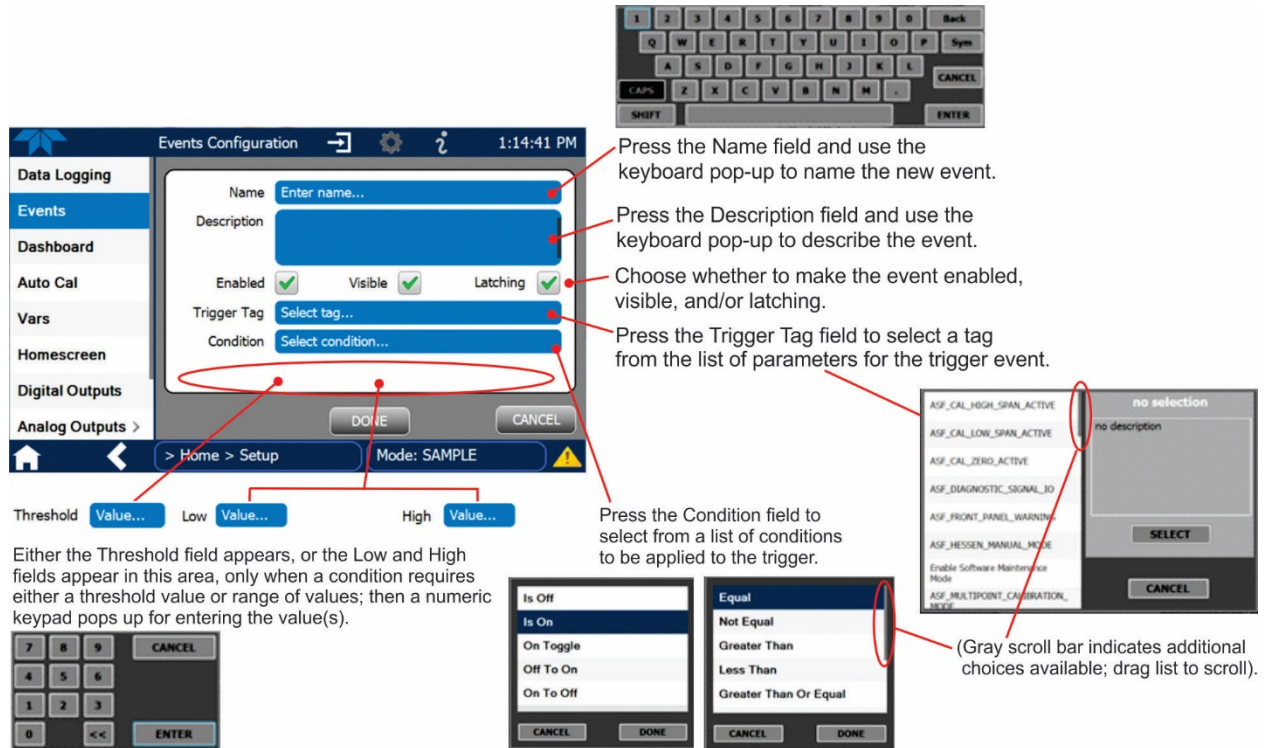 1 2 3 4 5 6 7 8 9 0 Back
Q W E R T Y U I O P Sym
A S D F G H J K L CANCEL
CAPS Z X C V B N M .
SHIFT ENTER
Events Configuration 1:14:41 PM
Data Logging
Events
Dashboard
Auto Cal
Vars
Homescreen
Digital Outputs
Analog Outputs >
Name Enter name...
Description
Enabled Visible Latching
Trigger Tag Select tag...
Condition Select condition...
DONE CANCEL
> Home > Setup Mode: SAMPLE
Press the Name field and use the
keyboard pop-up to name the new event.
Press the Description field and use the
keyboard pop-up to describe the event.
Choose whether to make the event enabled,
visible, and/or latching.
Press the Trigger Tag field to select a tag
from the list of parameters for the trigger event.
ASF_CAL_HIGH_SPAN_ACTIVE
ASF_CAL_LOW_SPAN_ACTIVE
ASF_CAL_ZERO_ACTIVE
ASF_DIAGNOSTIC_SIGNAL_IO
ASF_FRONT_PANEL_WARNING
ASF_HESSEN_MANUAL_MODE
Enable Software Maintenance
Mode
ASF_MULTIPOINT_CALIBRATION_
MODE
no selection
no description
SELECT
CANCEL
Threshold Value... Low Value... High Value...
Either the Threshold field appears, or the Low and High
fields appear in this area, only when a condition requires
either a threshold value or range of values; then a numeric
keypad pops up for entering the value(s).
7 8 9 CANCEL
4 5 6
1 2 3
0 << ENTER
Press the Condition field to
select from a list of conditions
to be applied to the trigger.
Is Off
Is On
On Toggle
Off To On
On To Off
CANCEL DONE
Equal
Not Equal
Greater Than
Less Than
Greater Than Or Equal
CANCEL DONE
(Gray scroll bar indicates additional
choices available; drag list to scroll).